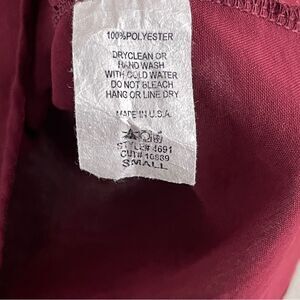 100%POLYESTER
DRYCLEAN OR
HAND WASH
WITH COLD WATER
DO NOT BLEACH
HANG OR LINE DRY
MADE IN U.S.A.
STYLE# 4691
CUT# 10889
SMALL